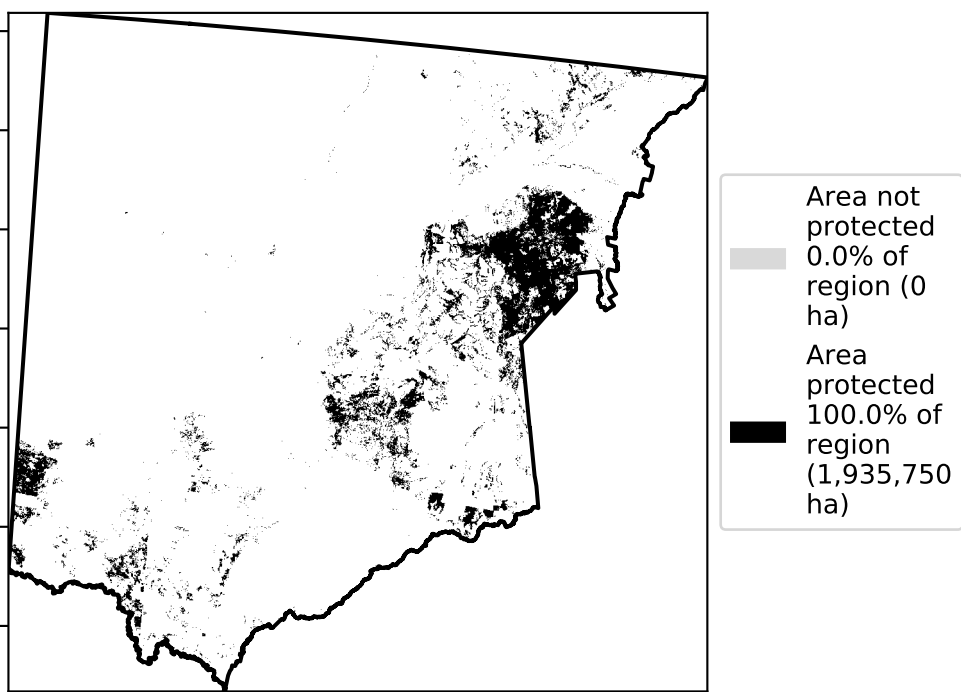 Area not
protected
0.0% of
region (0
ha)
Area
protected
100.0% of
region
(1,935,750
ha)